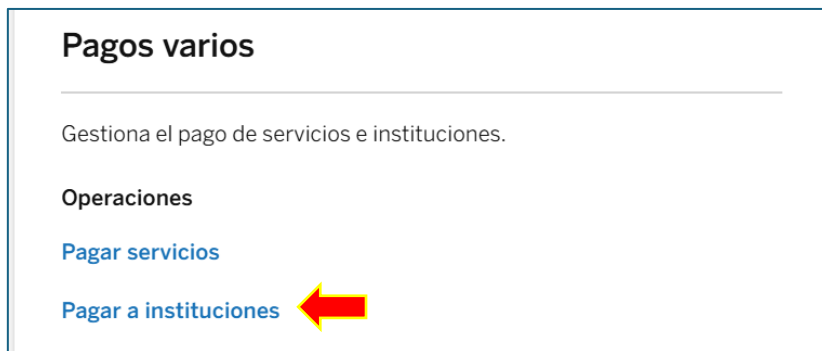 Pagos varios
Gestiona el pago de servicios e instituciones.
Operaciones
Pagar servicios
Pagar a instituciones